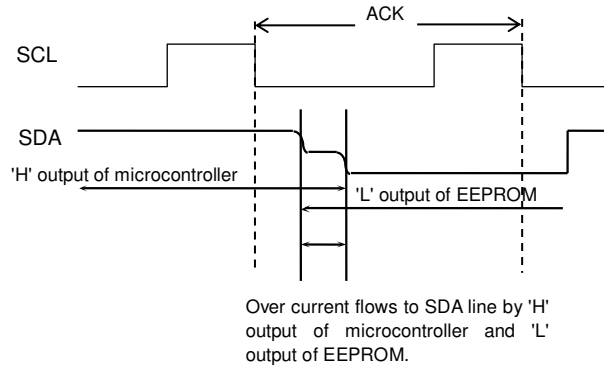 ACK
SCL
SDA
'H' output of microcontroller
'L' output of EEPROM
Over current flows to SDA line by 'H'
output of microcontroller and 'L'
output of EEPROM.